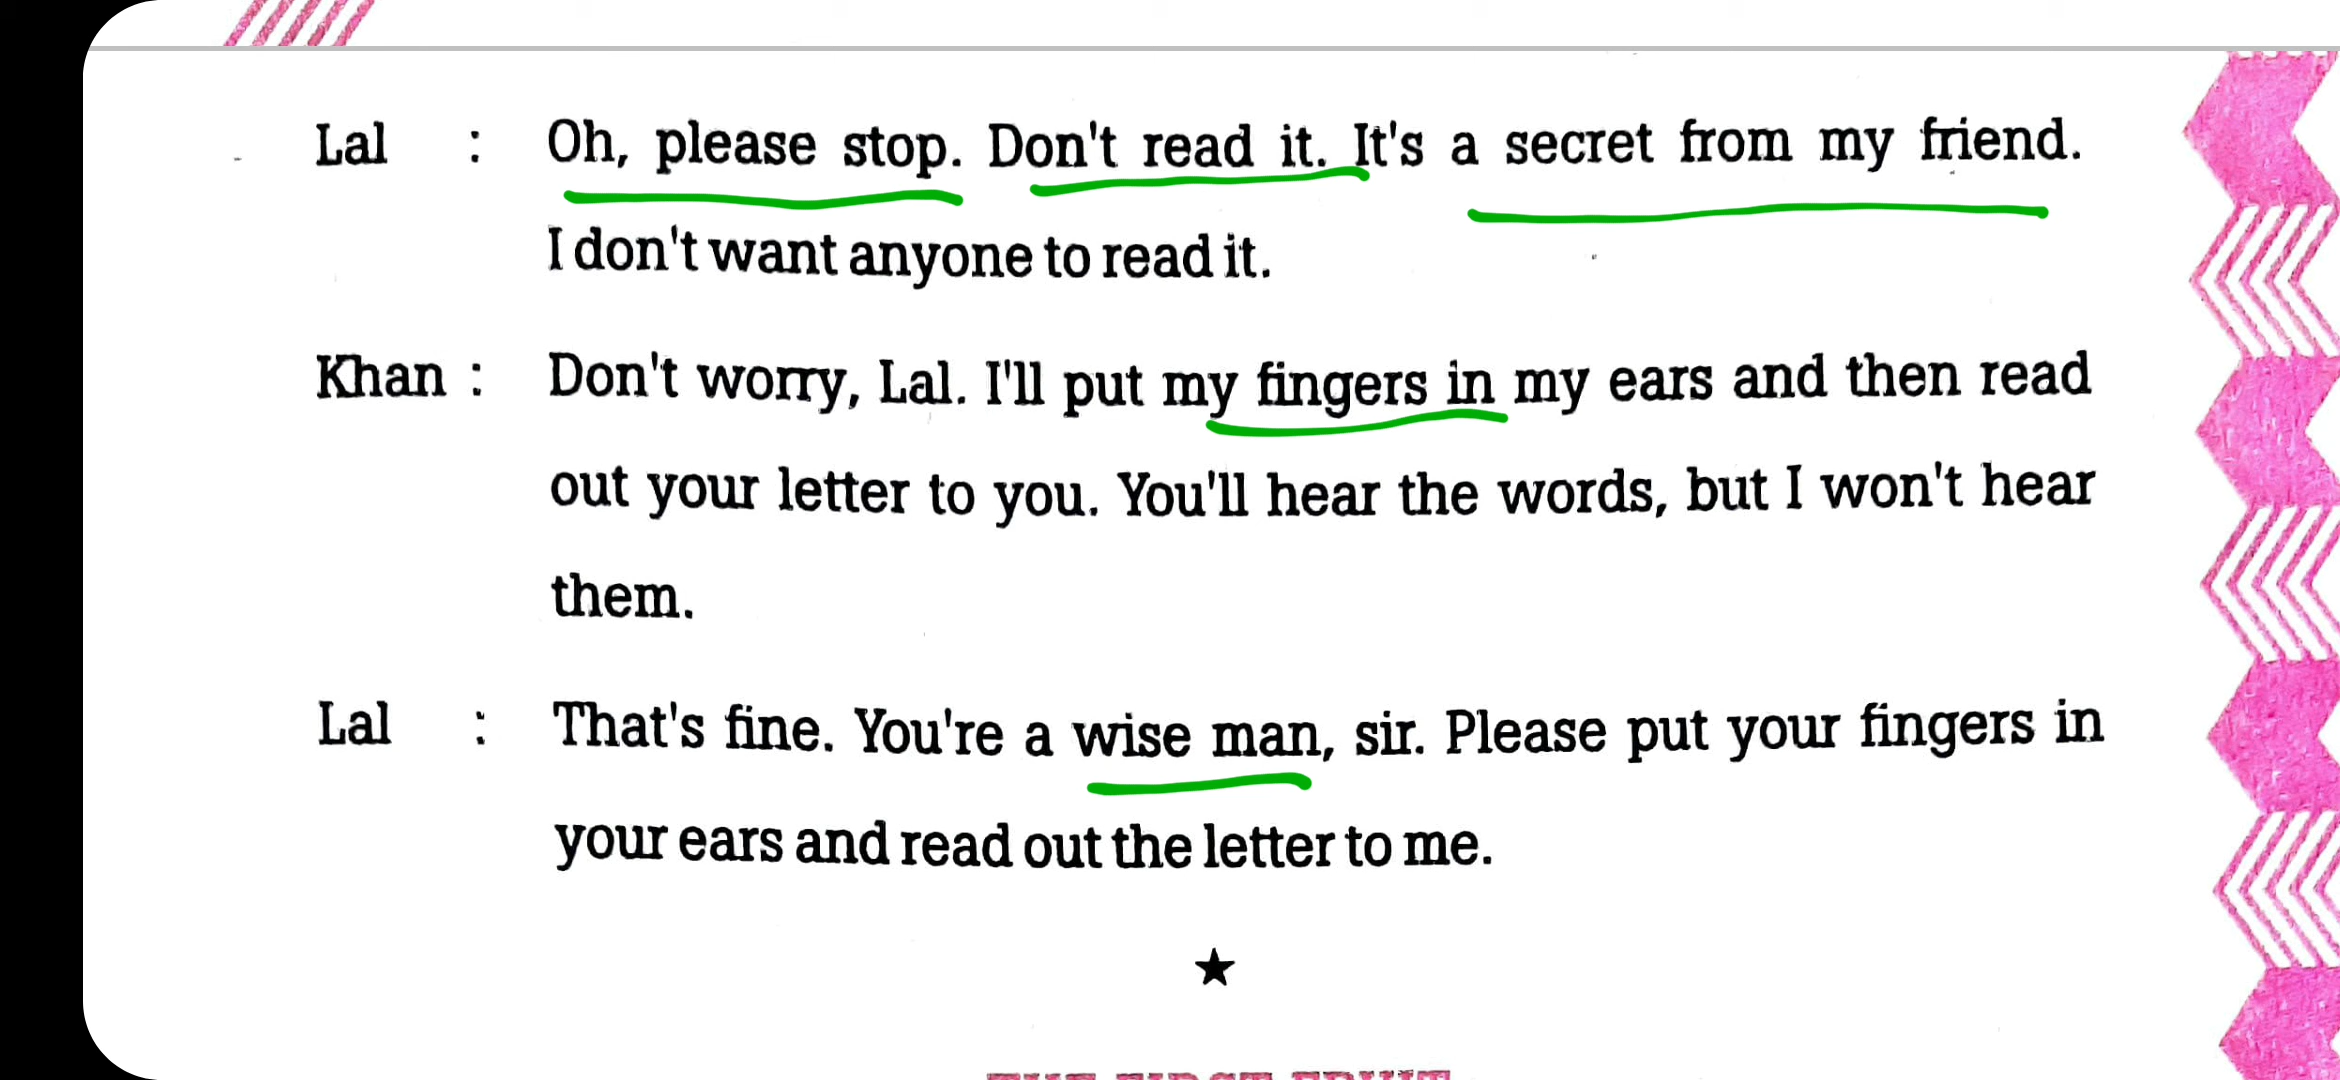 Lal : Oh, please stop. Don't read it. It's a secret from my friend.
I don't want anyone to read it.
Khan : Don't worry, Lal. I'll put my fingers in my ears and then read
out your letter to you. You'll hear the words, but I won't hear
them.
Lal : That's fine. You're a wise man, sir. Please put your fingers in
your ears and read out the letter to me.
THE FIRST FRUIT